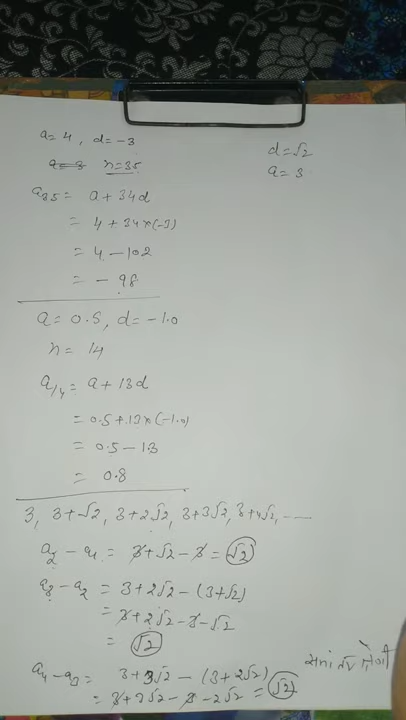 a=4, d=-3
n=35
d=√2
a=3
a35 = a+34d
= 4+34×(-3)
= 4-102
= -98
a=0.5, d=-1.0
n=14
a14 = a+13d
= 0.5+13×(-1.0)
= 0.5-13
= 0.8
3, 3+√2, 3+2√2, 3+3√2, 3+4√2, ----
a2-a1 = 3+√2-3 = √2
a3-a2 = 3+2√2-(3+√2)
= 3+2√2-3-√2
= √2
a4-a3 = 3+3√2-(3+2√2)
= 3+3√2-3-2√2 = √2